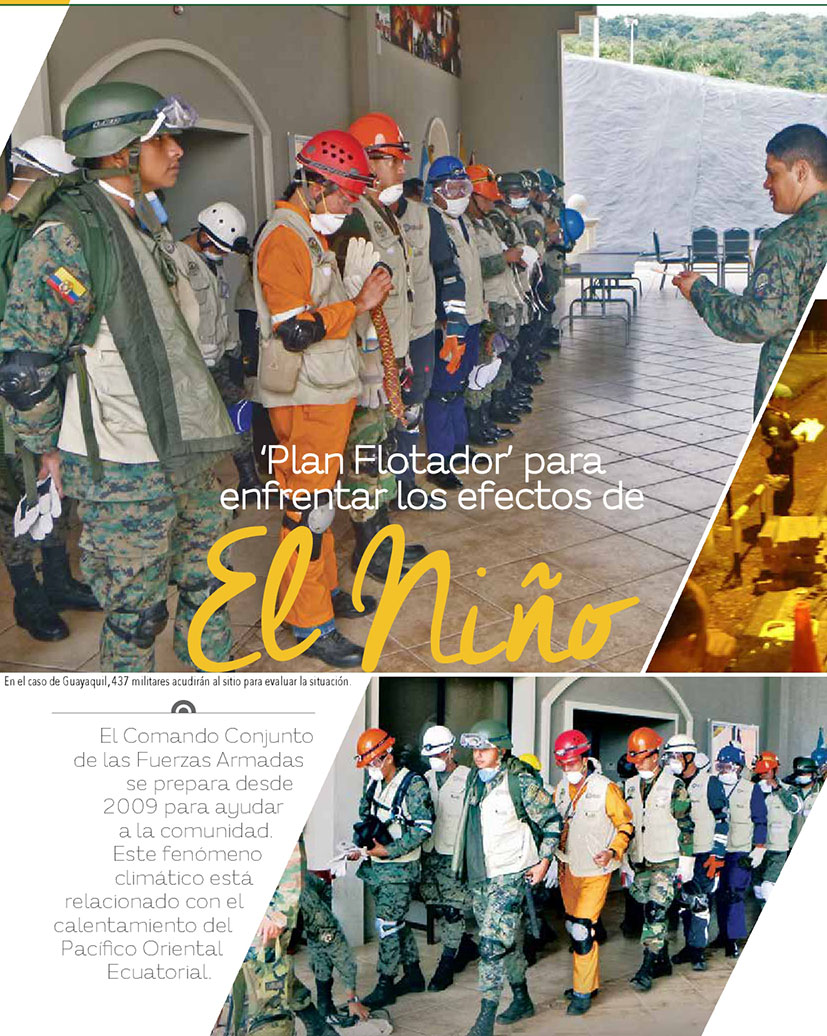 ‘Plan Flotador’ para
enfrentar los efectos de
El Niño
En el caso de Guayaquil, 437 militares acudirán al sitio para evaluar la situación.
El Comando Conjunto
de las Fuerzas Armadas
se prepara desde
2009 para ayudar
a la comunidad.
Este fenómeno
climático está
relacionado con el
calentamiento del
Pacífico Oriental
Ecuatorial.